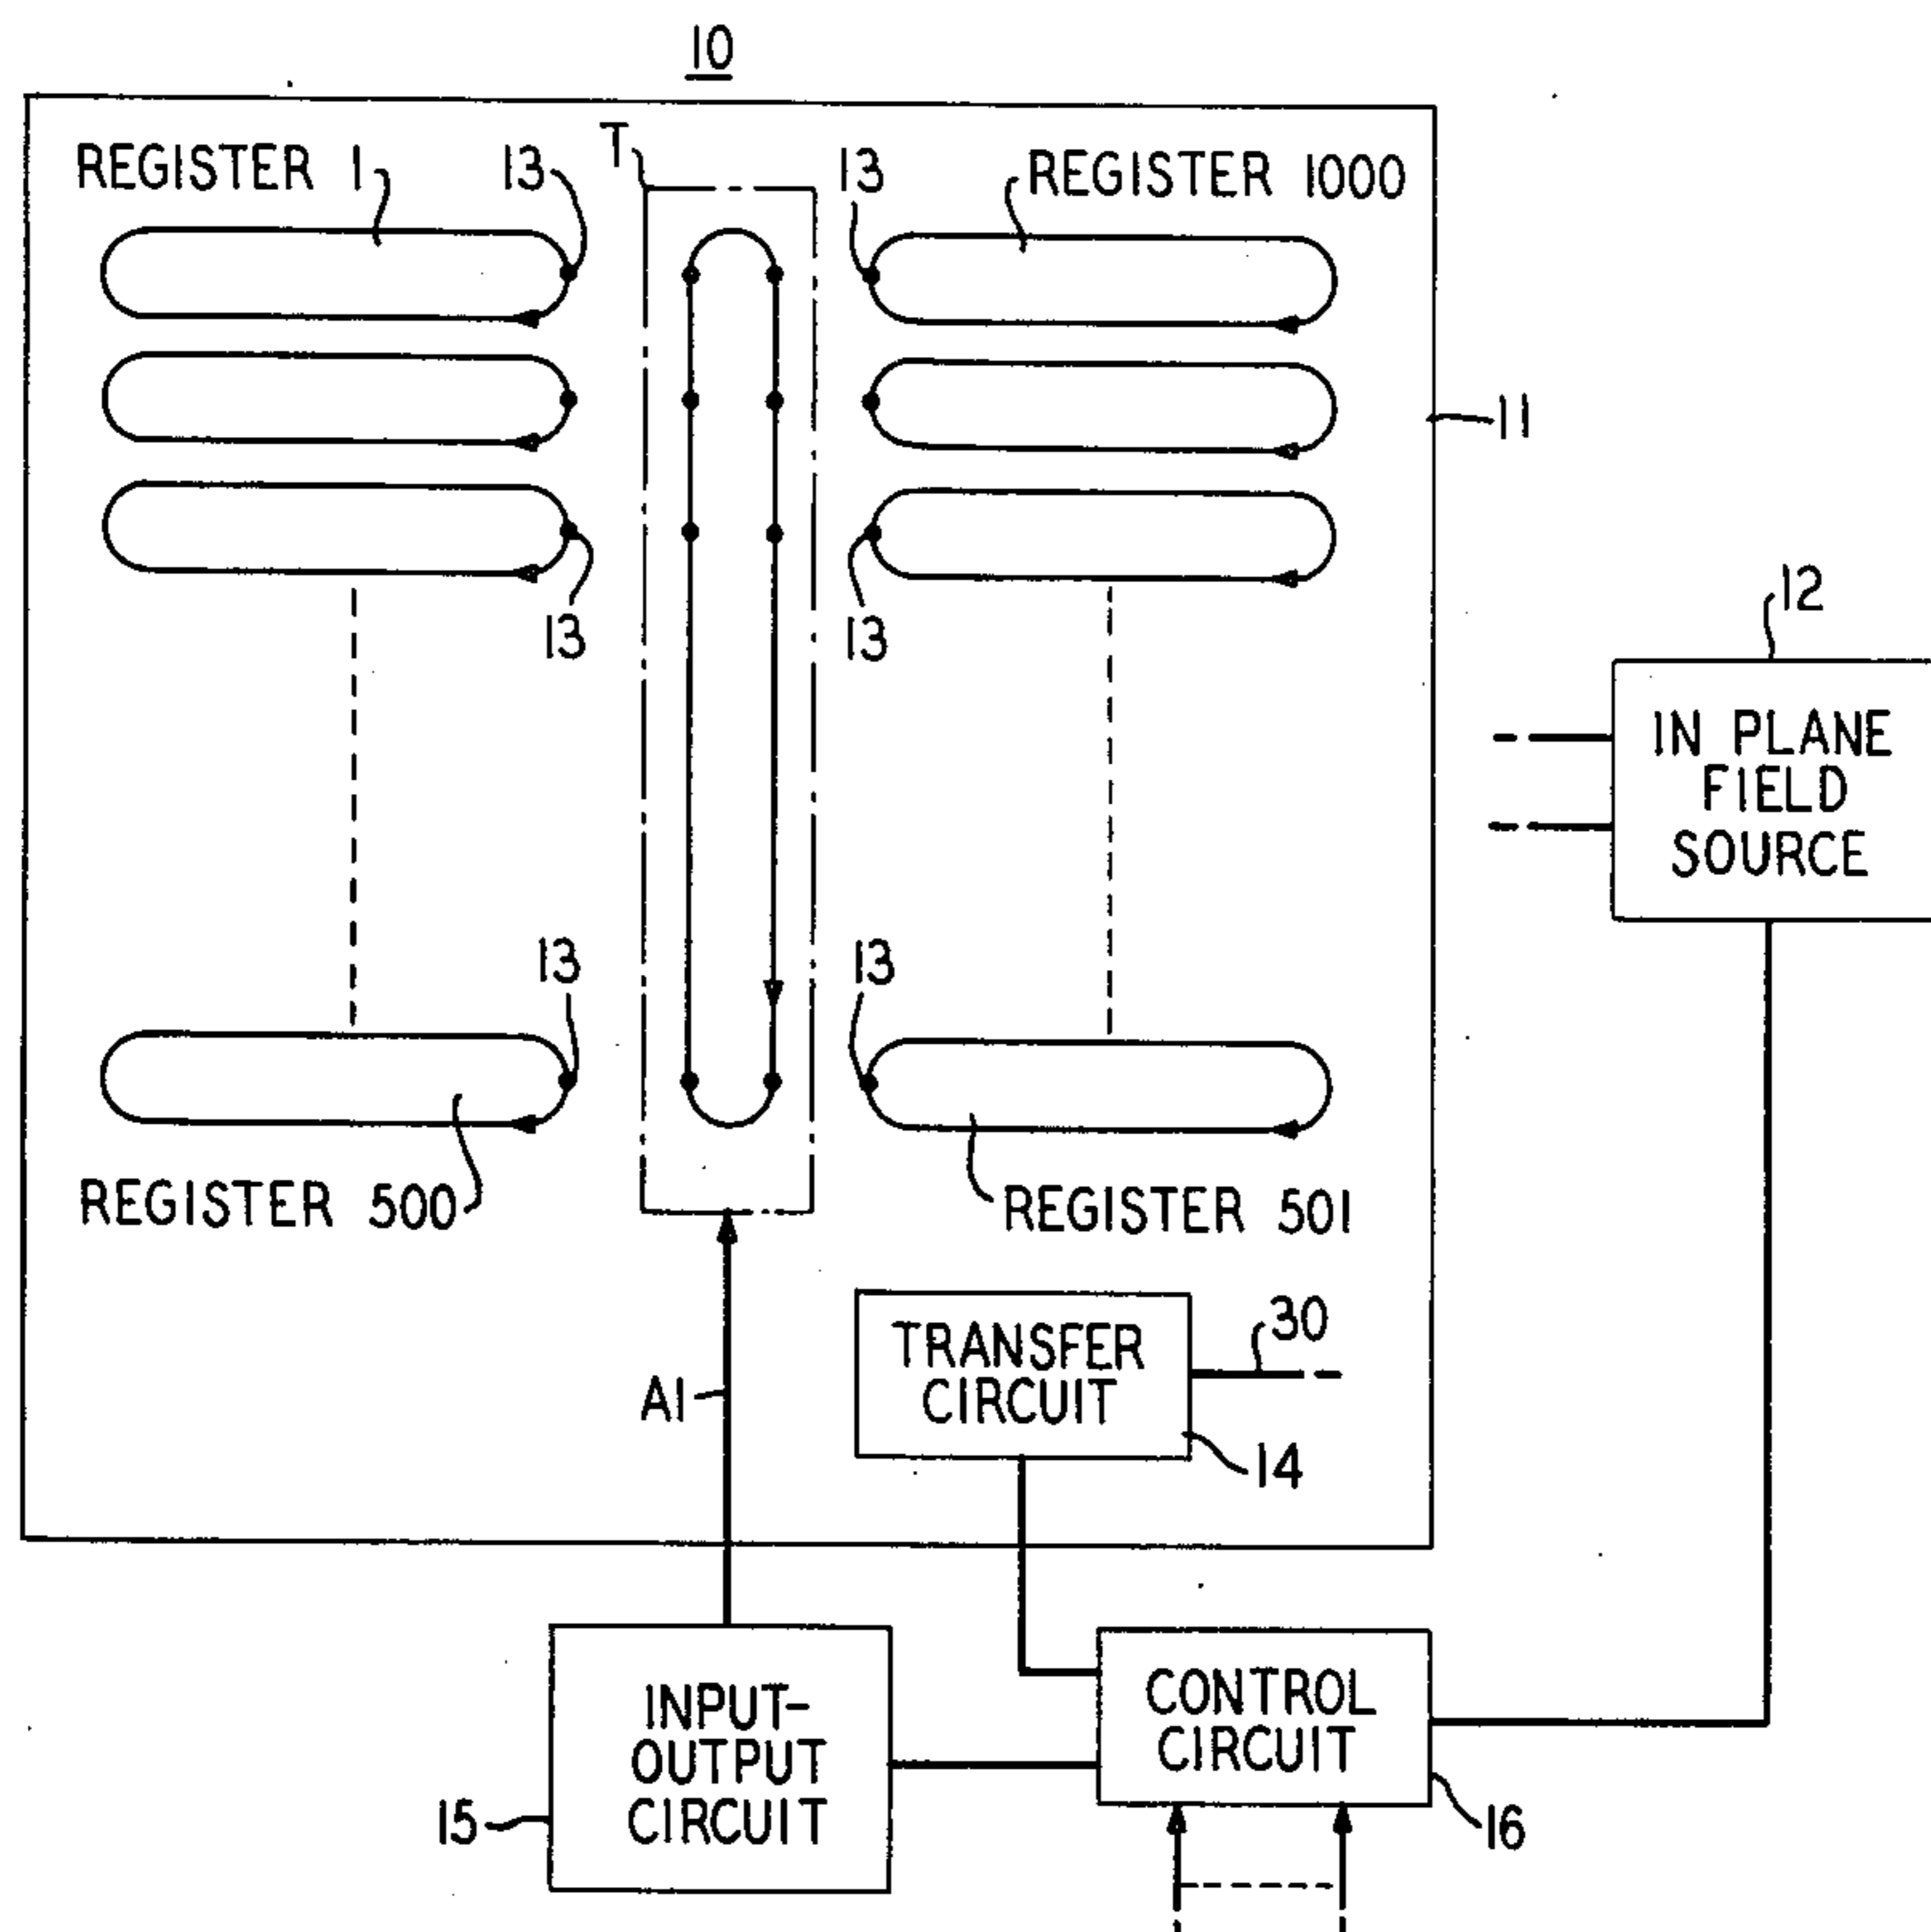 10
REGISTER 1
13
T
13
REGISTER 1000
11
13
13
12
IN PLANE
FIELD
SOURCE
13
13
REGISTER 500
REGISTER 501
A1
TRANSFER
CIRCUIT
30
14
INPUT-
OUTPUT
CIRCUIT
15
CONTROL
CIRCUIT
16